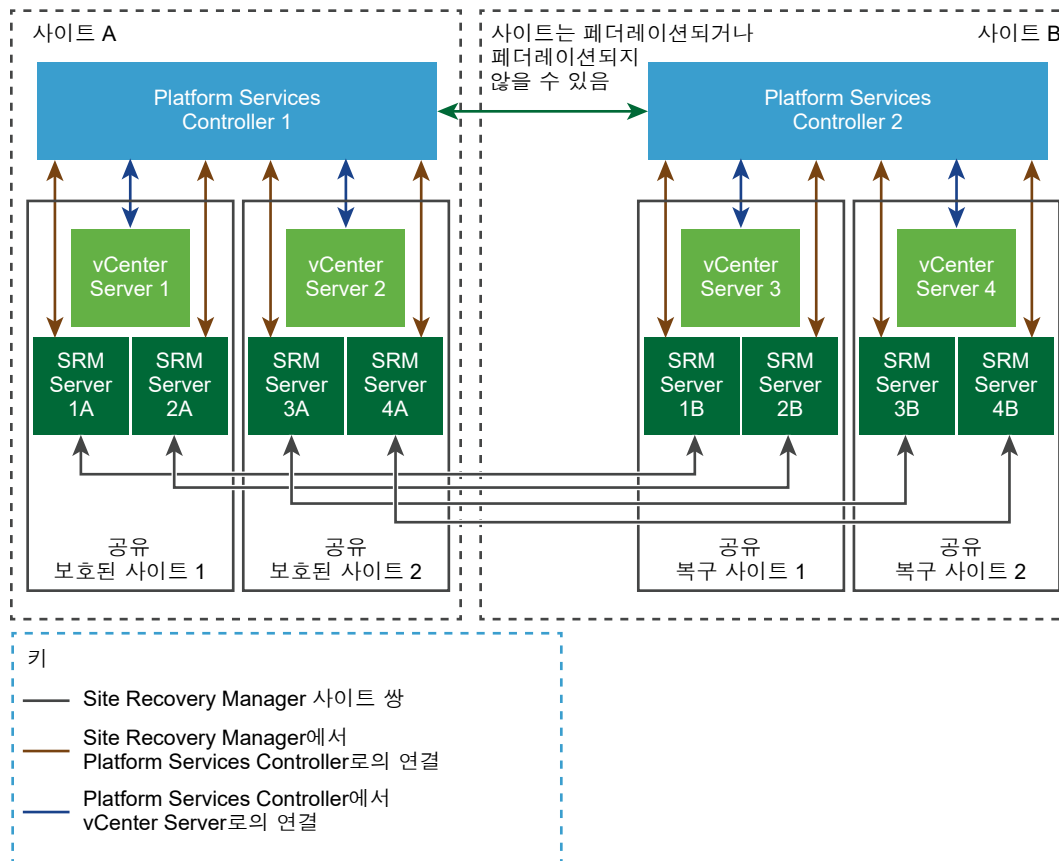 사이트 A
사이트는 페더레이션되거나
페더레이션되지
않을 수 있음
사이트 B
Platform Services
Controller 1
Platform Services
Controller 2
vCenter
Server 1
vCenter
Server 2
vCenter
Server 3
vCenter
Server 4
SRM
Server
1A
SRM
Server
2A
SRM
Server
3A
SRM
Server
4A
SRM
Server
1B
SRM
Server
2B
SRM
Server
3B
SRM
Server
4B
공유
보호된 사이트 1
공유
보호된 사이트 2
공유
복구 사이트 1
공유
복구 사이트 2
키
Site Recovery Manager 사이트 쌍
Site Recovery Manager에서
Platform Services Controller로의 연결
Platform Services Controller에서
vCenter Server로의 연결